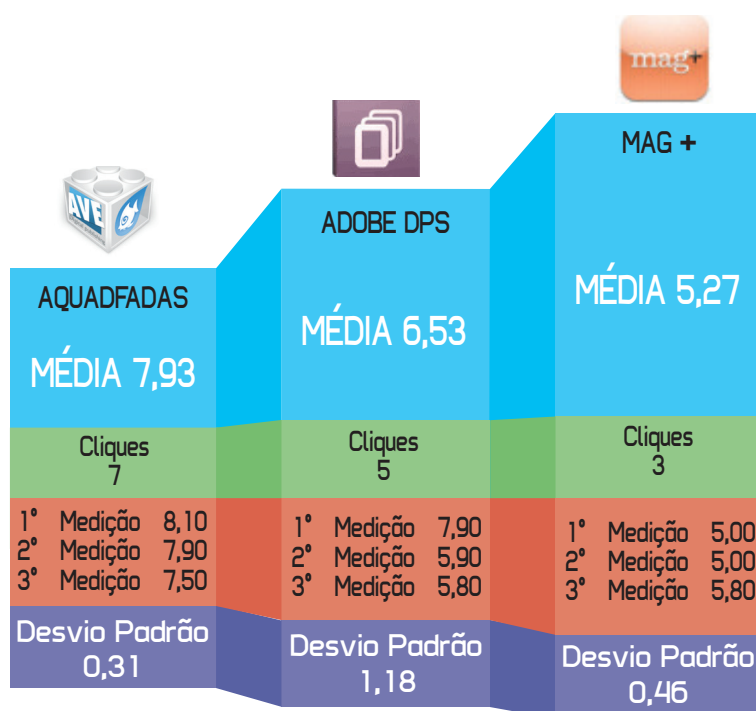 mag+
MAG +
ADOBE DPS
MÉDIA 5,27
AVE
AQUADFADAS
MÉDIA 6,53
MÉDIA 7,93
Cliques
7
Cliques
5
Cliques
3
1° Medição 8,10
2° Medição 7,90
3° Medição 7,50
1° Medição 7,90
2° Medição 5,90
3° Medição 5,80
1° Medição 5,00
2° Medição 5,00
3° Medição 5,80
Desvio Padrão
0,31
Desvio Padrão
1,18
Desvio Padrão
0,46